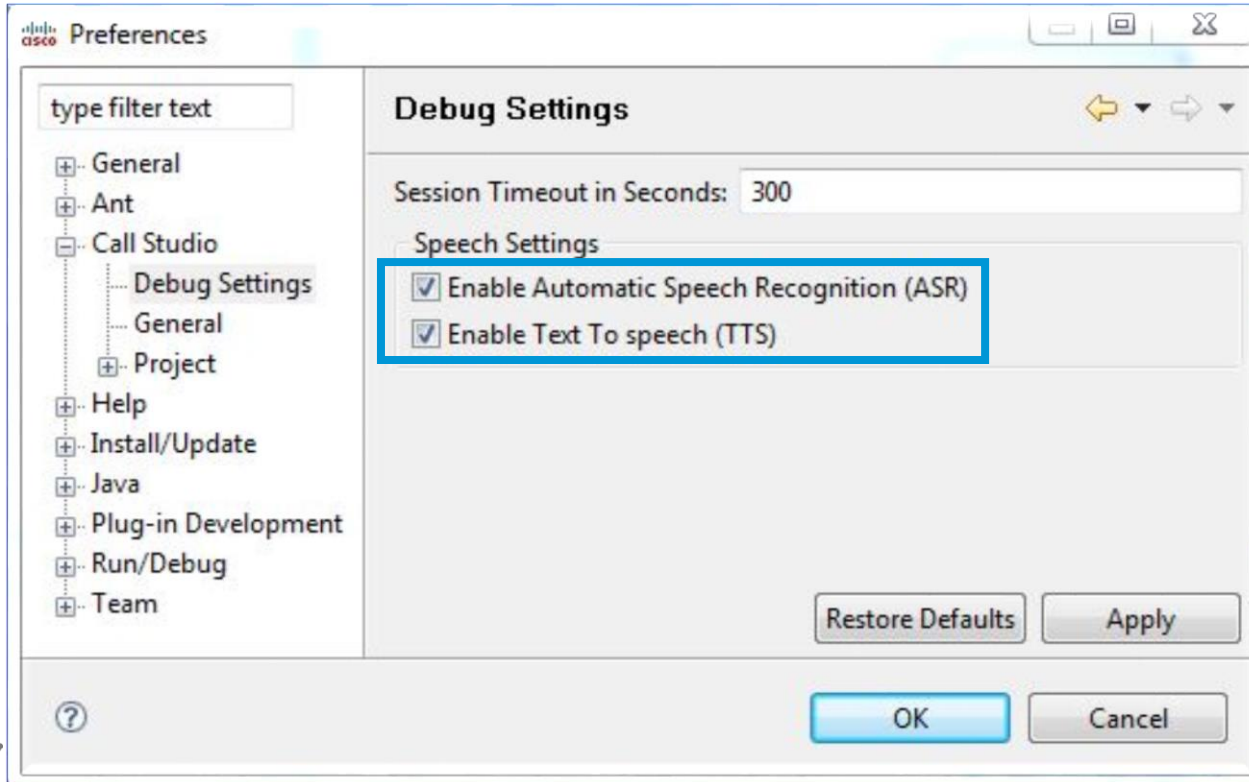 cisco Preferences
type filter text
General
Ant
Call Studio
Debug Settings
General
Project
Help
Install/Update
Java
Plug-in Development
Run/Debug
Team
Debug Settings
Session Timeout in Seconds: 300
Speech Settings
Enable Automatic Speech Recognition (ASR)
Enable Text To speech (TTS)
Restore Defaults Apply
? OK Cancel